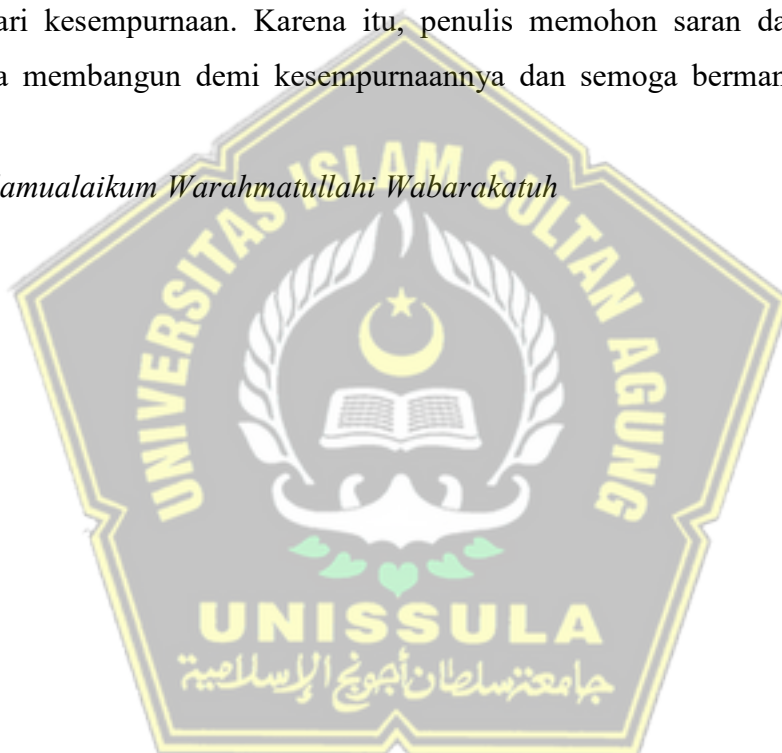 ari kesempurnaan. Karena itu, penulis memohon saran da
a membangun demi kesempurnaannya dan semoga berman
lamualaikum Warahmatullahi Wabarakatuh
UNIVERSITAS ISLAM SULTAN AGUNG
UNISSULA
جامعة سلطان أجونج الإسلامية